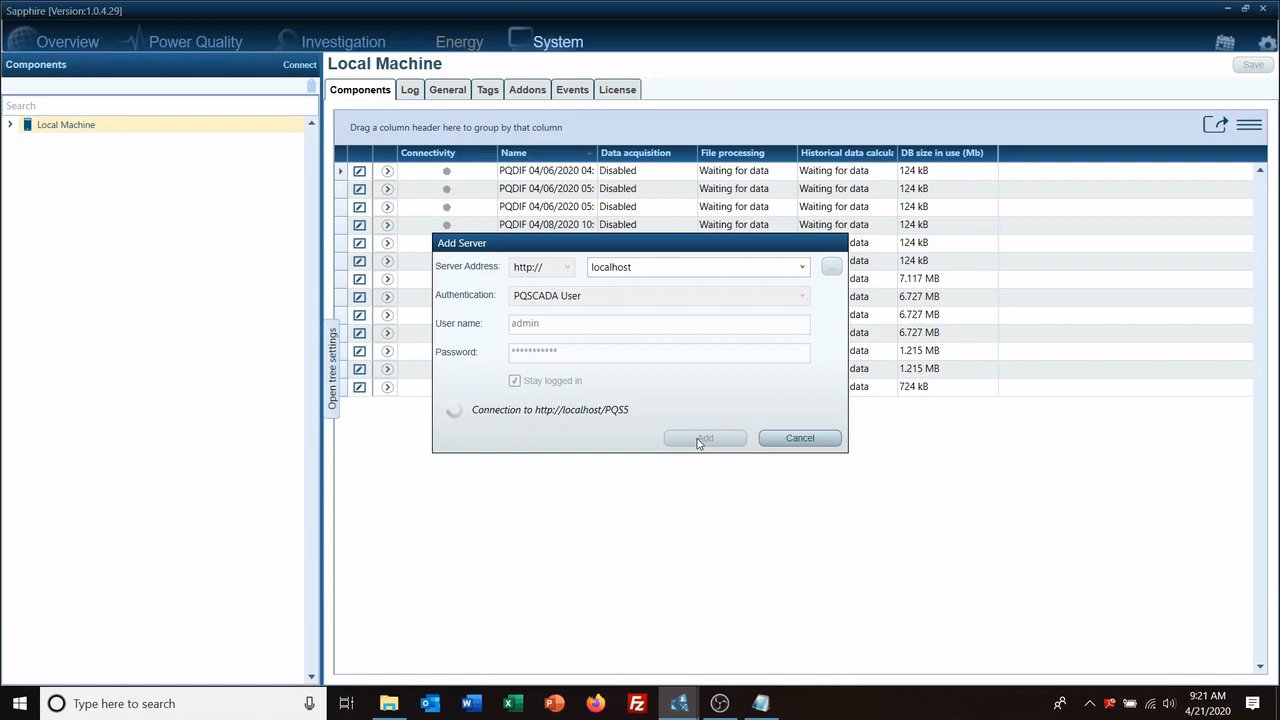 Sapphire [Version:1.0.4.29]
Overview Power Quality Investigation Energy System
Components Connect
Local Machine Save
Components Log General Tags Addons Events License
Search
Local Machine
Drag a column header here to group by that column
Connectivity Name Data acquisition File processing Historical data calcula DB size in use (Mb)
PQDIF 04/06/2020 04: Disabled Waiting for data Waiting for data 124 kB
PQDIF 04/06/2020 05: Disabled Waiting for data Waiting for data 124 kB
PQDIF 04/06/2020 05: Disabled Waiting for data Waiting for data 124 kB
PQDIF 04/08/2020 10: Disabled Waiting for data Waiting for data 124 kB
data 124 kB
data 124 kB
data 7.117 MB
data 6.727 MB
data 6.727 MB
data 6.727 MB
data 1.215 MB
data 1.215 MB
data 724 kB
Open tree settings
Add Server
Server Address: http:// localhost ...
Authentication: PQSCADA User
User name: admin
Password: ***********
Stay logged in
Connection to http://localhost/PQS5
Add Cancel
Type here to search
9:21 AM
4/21/2020